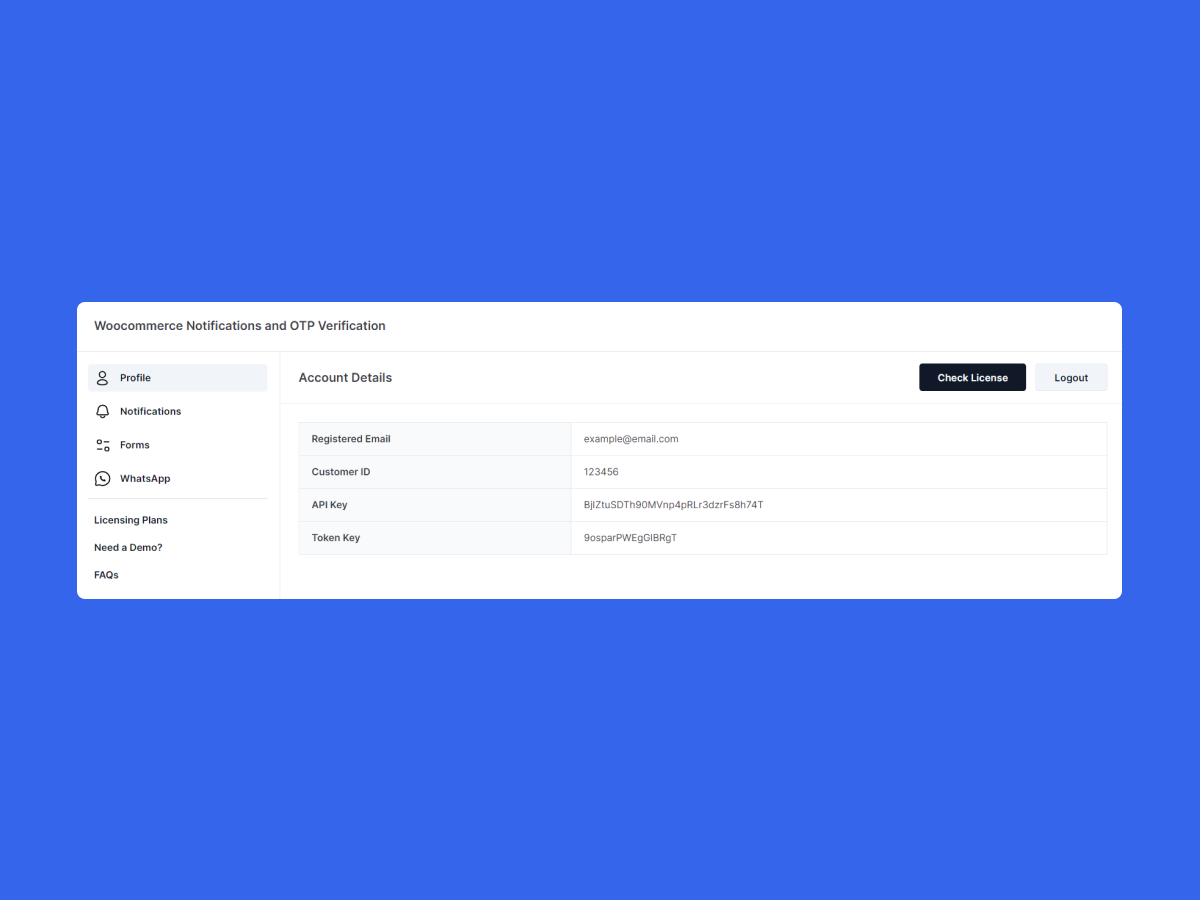 Woocommerce Notifications and OTP Verification
Profile
Notifications
Forms
WhatsApp
Licensing Plans
Need a Demo?
FAQs
Account Details
Check License
Logout
Registered Email example@email.com
Customer ID 123456
API Key BjIZtuSDTh90MVnp4pRLr3dzrFs8h74T
Token Key 9osparPWEgGIBRgT